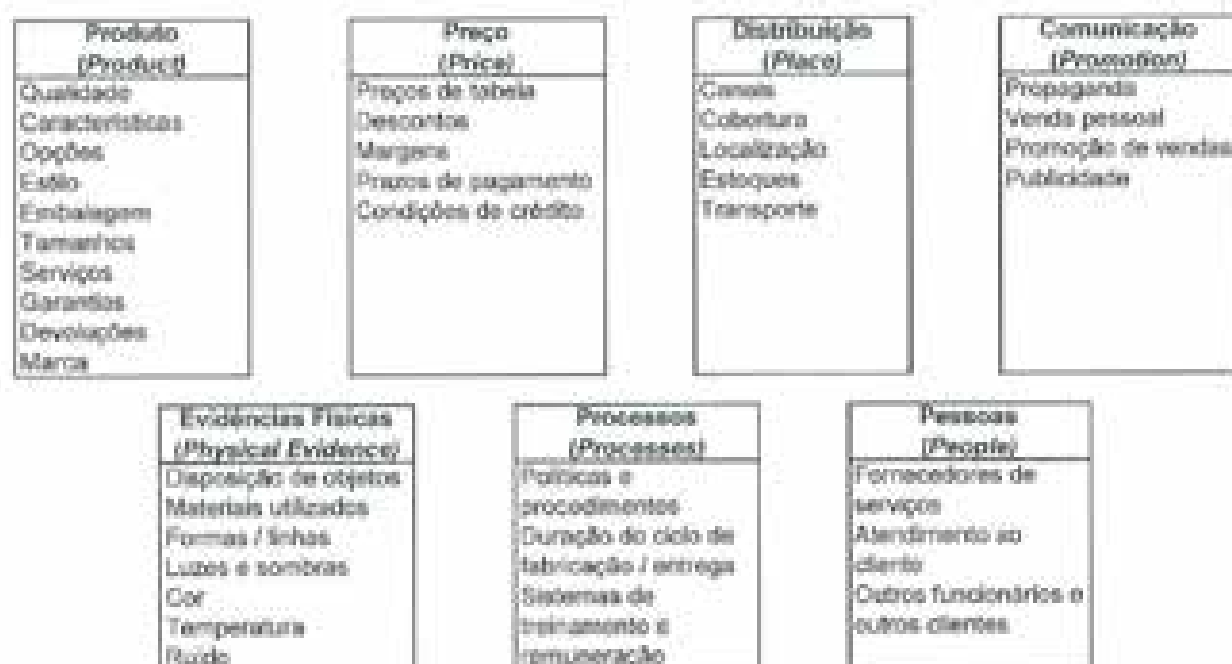 Produto
(Product)
Qualidade
Características
Opções
Estilo
Embalagem
Tamanhos
Serviços
Garantias
Devoluções
Marca
Preço
(Price)
Preços de tabela
Descontos
Margens
Prazos de pagamento
Condições de crédito
Distribuição
(Place)
Canais
Cobertura
Localização
Estoques
Transporte
Comunicação
(Promotion)
Propaganda
Venda pessoal
Promoção de vendas
Publicidade
Evidências Físicas
(Physical Evidence)
Disposição de objetos
Materiais utilizados
Formas / linhas
Luzes e sombras
Cor
Temperatura
Ruído
Processos
(Processes)
Políticas e
procedimentos
Duração do ciclo de
fabricação / entrega
Sistemas de
treinamento e
remuneração
Pessoas
(People)
Fornecedores de
serviços
Atendimento ao
cliente
Outros funcionários e
outros clientes